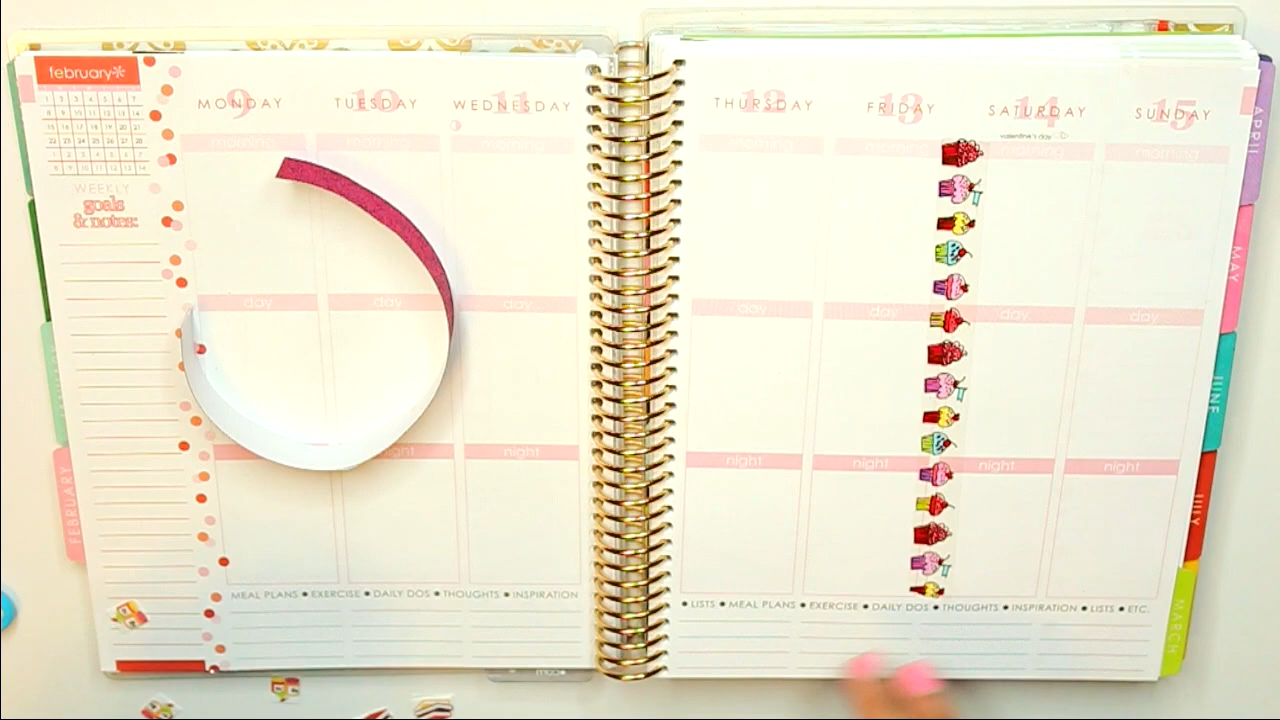 february*
WEEKLY
goals
& notes:
MONDAY 9
TUESDAY 10
WEDNESDAY 11
THURSDAY 12
FRIDAY 13
SATURDAY 14
SUNDAY 15
valentine's day
morning
morning
morning
morning
morning
morning
day
day
day
day
day
day
day
night
night
night
night
night
night
MEAL PLANS • EXERCISE • DAILY DOS • THOUGHTS • INSPIRATION
• LISTS • MEAL PLANS • EXERCISE • DAILY DOS • THOUGHTS • INSPIRATION • LISTS • ETC.
FEBRUARY
APRIL
MAY
JUNE
JULY
MARCH